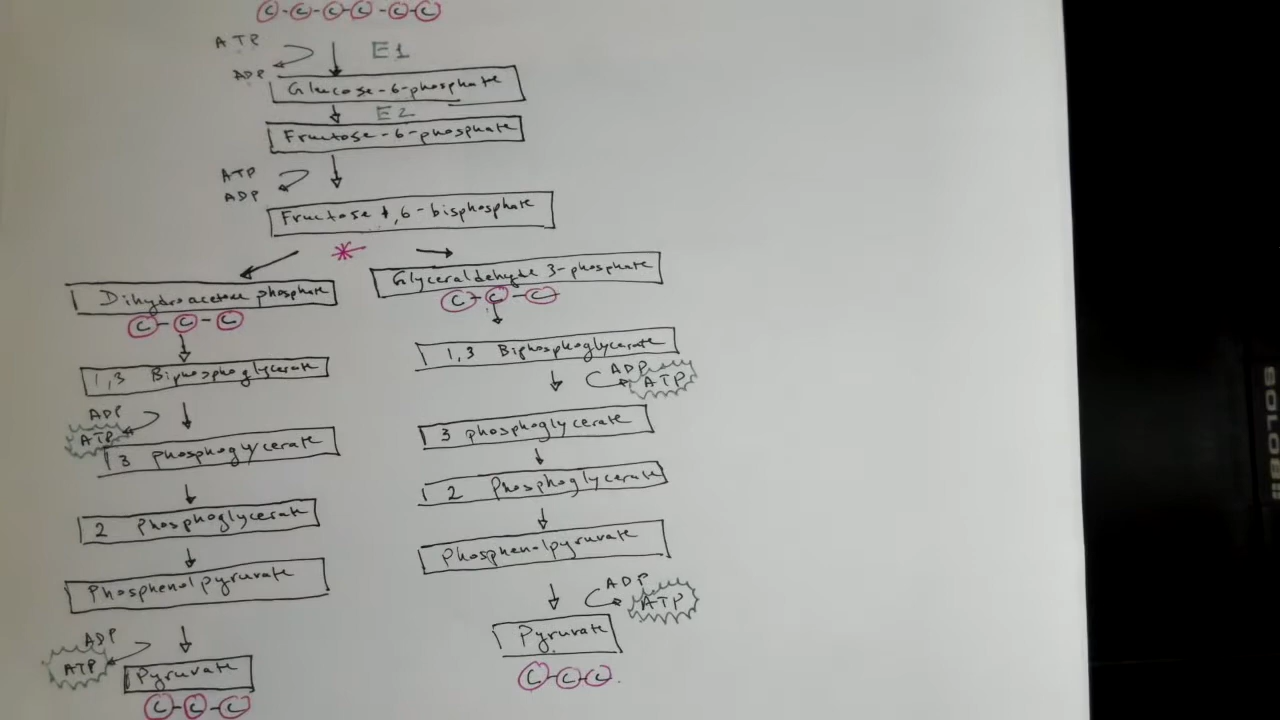 C-C-C-C-C-C
ATP
E1
ADP
Glucose-6-phosphate
E2
Fructose-6-phosphate
ATP
ADP
Fructose 1,6-bisphosphate
*
Dihydroacetone phosphate
Glyceraldehyde 3-phosphate
C-C-C
C-C-C
1,3 Biphosphoglycerate
1,3 Biphosphoglycerate
ADP
ATP
ADP
ATP
3 phosphoglycerate
3 phosphoglycerate
2 Phosphoglycerate
2 Phosphoglycerate
Phosphenolpyruvate
Phosphenolpyruvate
ADP
ATP
ADP
ATP
Pyruvate
Pyruvate
C-C-C
C-C-C